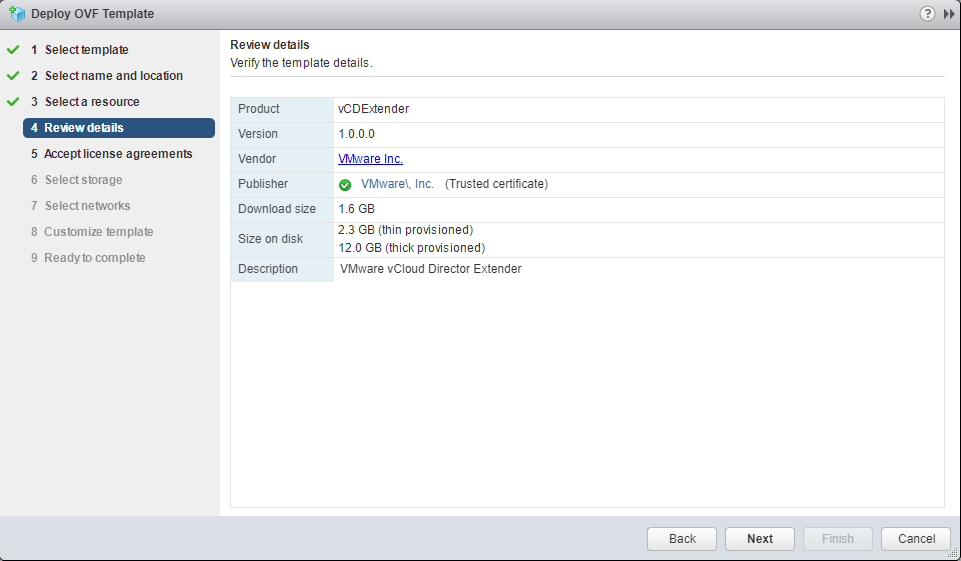 Deploy OVF Template
?
1 Select template
2 Select name and location
3 Select a resource
4 Review details
5 Accept license agreements
6 Select storage
7 Select networks
8 Customize template
9 Ready to complete
Review details
Verify the template details.
Product vCDExtender
Version 1.0.0.0
Vendor VMware Inc.
Publisher VMware\, Inc. (Trusted certificate)
Download size 1.6 GB
Size on disk 2.3 GB (thin provisioned)
12.0 GB (thick provisioned)
Description VMware vCloud Director Extender
Back Next Finish Cancel